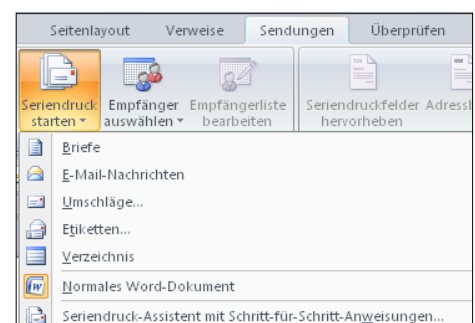 Seitenlayout Verweise Sendungen Überprüfen
Seriendruck starten
Empfänger auswählen
Empfängerliste bearbeiten
Seriendruckfelder hervorheben
Briefe
E-Mail-Nachrichten
Umschläge...
Etiketten...
Verzeichnis
Normales Word-Dokument
Seriendruck-Assistent mit Schritt-für-Schritt-Anweisungen...